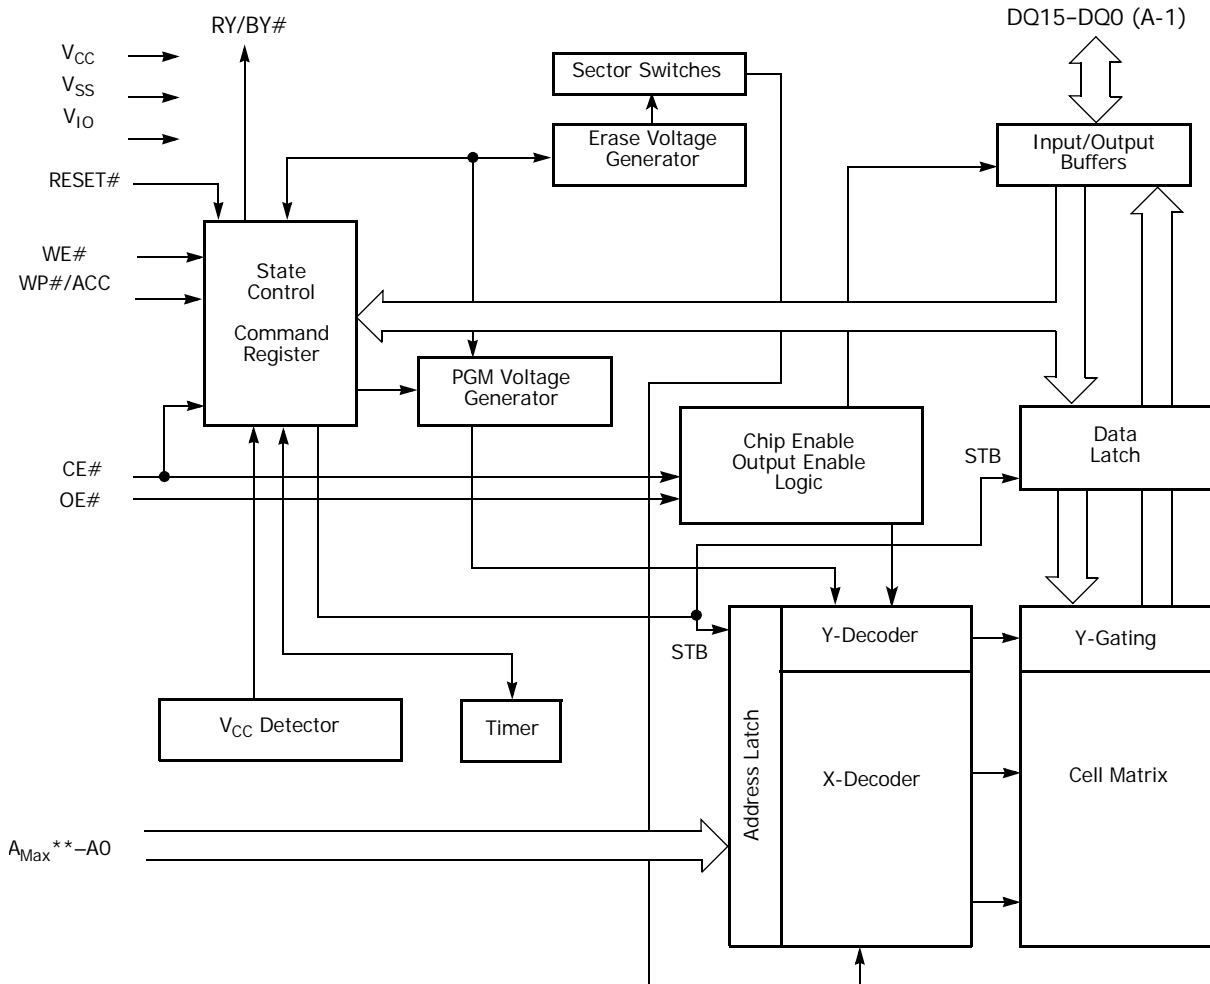 RY/BY#
DQ15–DQ0 (A-1)
VCC
VSS
VIO
RESET#
WE#
WP#/ACC
CE#
OE#
AMax**–A0
Sector Switches
Erase Voltage
Generator
Input/Output
Buffers
State
Control
Command
Register
PGM Voltage
Generator
Chip Enable
Output Enable
Logic
STB
Data
Latch
STB
Y-Decoder
Y-Gating
VCC Detector
Timer
Address Latch
X-Decoder
Cell Matrix